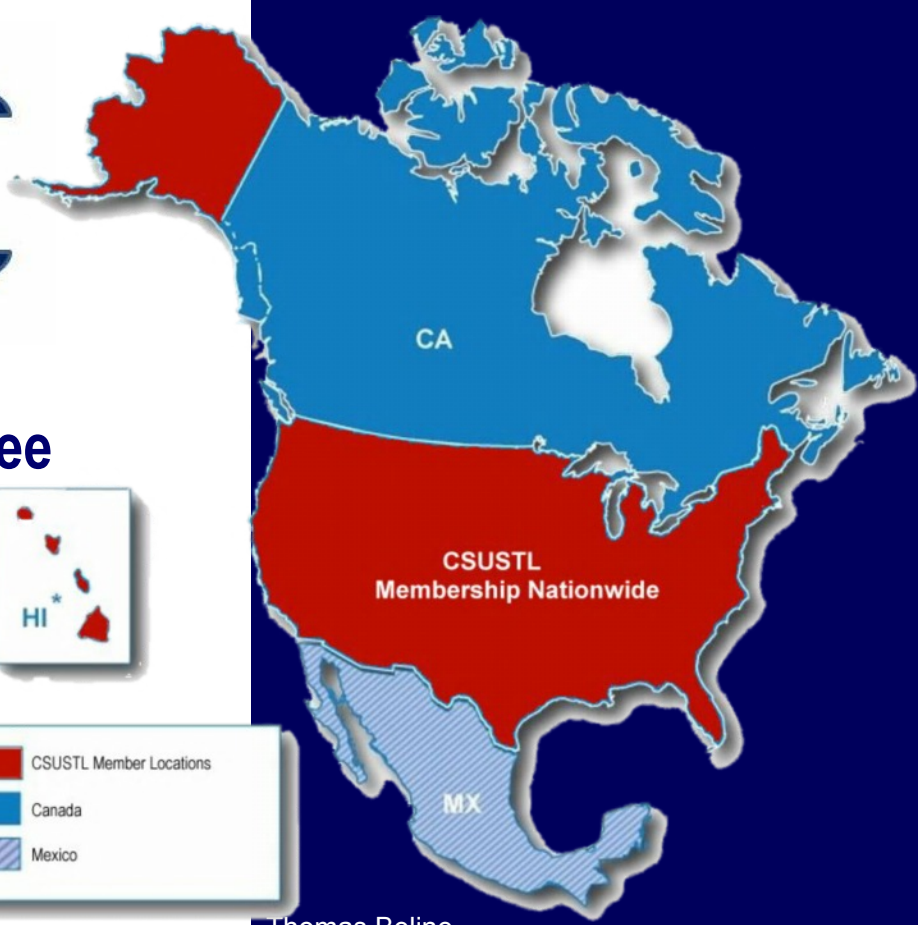 CA
ee
CSUSTL
Membership Nationwide
HI *
MX
CSUSTL Member Locations
Canada
Mexico